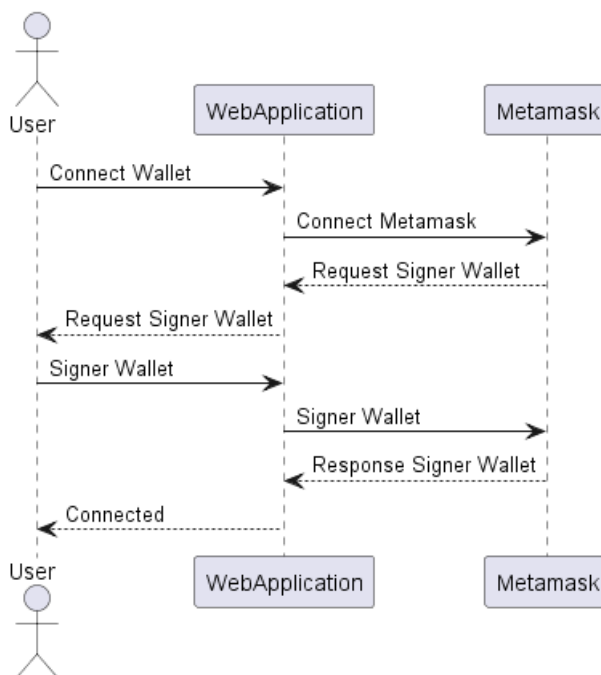 User
WebApplication
Metamask
Connect Wallet
Connect Metamask
Request Signer Wallet
Request Signer Wallet
Signer Wallet
Signer Wallet
Response Signer Wallet
Connected
User
WebApplication
Metamask